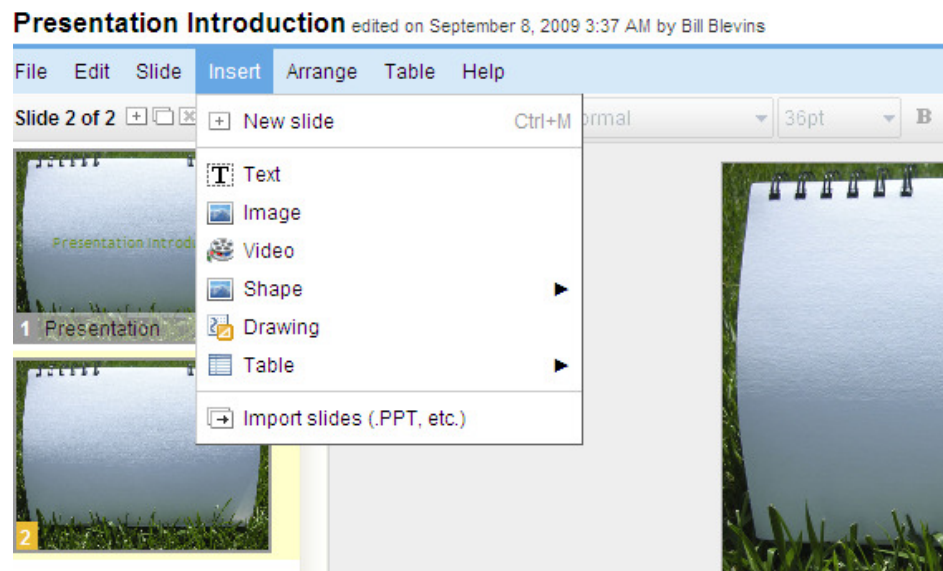 Presentation Introduction edited on September 8, 2009 3:37 AM by Bill Blevins
File Edit Slide Insert Arrange Table Help
Slide 2 of 2 36pt B
New slide Ctrl+M
Text
Image
Video
Shape
Drawing
Table
Import slides (.PPT, etc.)
Presentation
1 Presentation
2